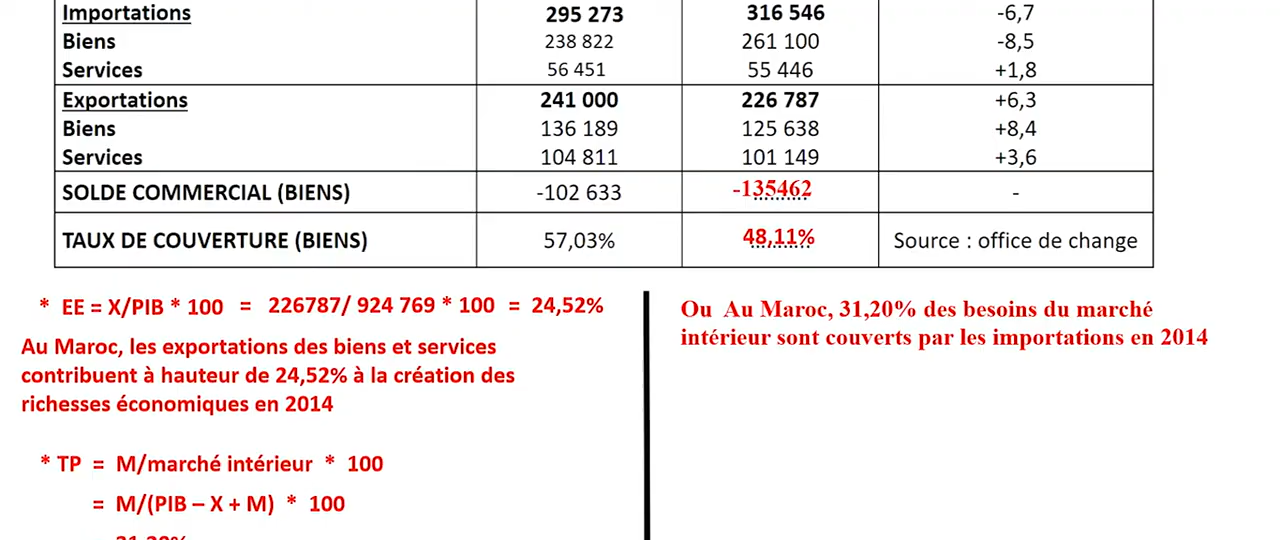 Importations 295 273 316 546 -6,7
Biens 238 822 261 100 -8,5
Services 56 451 55 446 +1,8
Exportations 241 000 226 787 +6,3
Biens 136 189 125 638 +8,4
Services 104 811 101 149 +3,6
SOLDE COMMERCIAL (BIENS) -102 633 -135462 -
TAUX DE COUVERTURE (BIENS) 57,03% 48,11% Source : office de change
* EE = X/PIB * 100 = 226787/ 924 769 * 100 = 24,52%
Au Maroc, les exportations des biens et services
contribuent à hauteur de 24,52% à la création des
richesses économiques en 2014
* TP = M/marché intérieur * 100
= M/(PIB – X + M) * 100
= 31,20%
Ou Au Maroc, 31,20% des besoins du marché
intérieur sont couverts par les importations en 2014